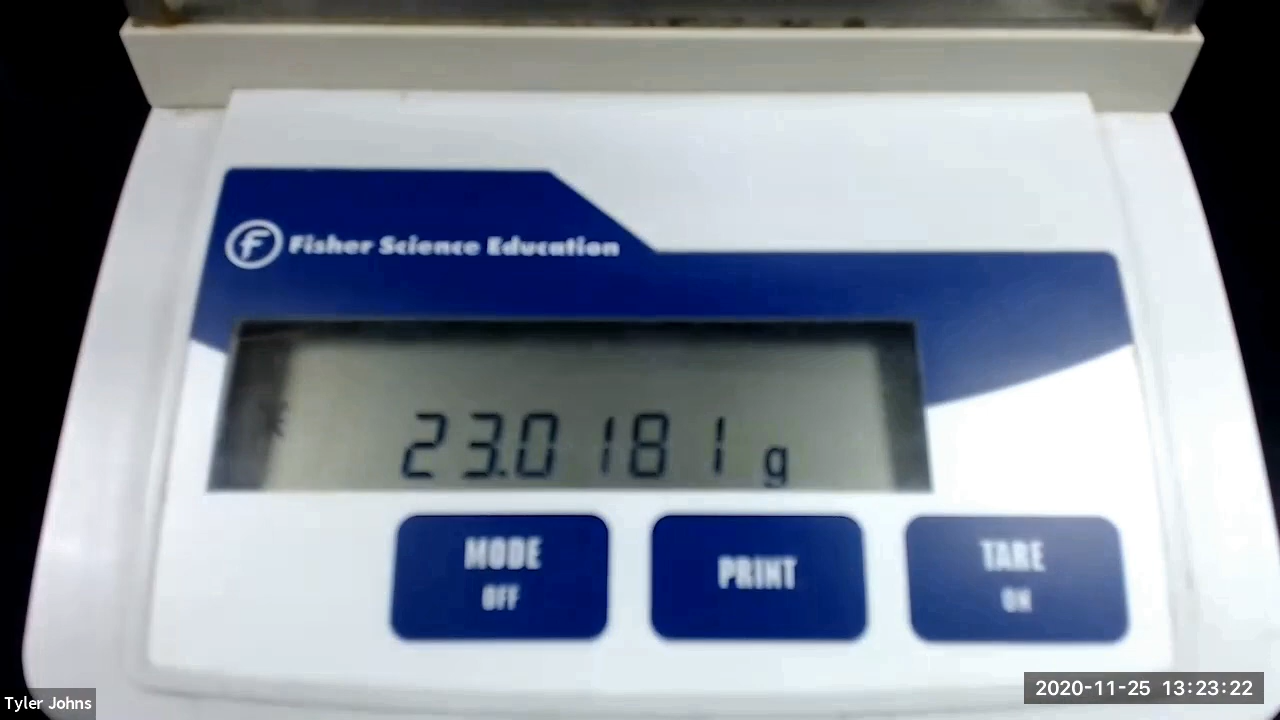 F Fisher Science Education
23.0181 g
MODE PRINT TARE
OFF ON
Tyler Johns
2020-11-25 13:23:22